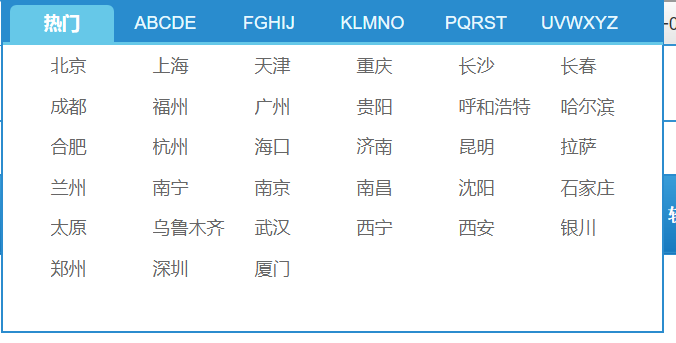 热门 ABCDE FGHIJ KLMNO PQRST UVWXYZ
北京 上海 天津 重庆 长沙 长春
成都 福州 广州 贵阳 呼和浩特 哈尔滨
合肥 杭州 海口 济南 昆明 拉萨
兰州 南宁 南京 南昌 沈阳 石家庄
太原 乌鲁木齐 武汉 西宁 西安 银川
郑州 深圳 厦门